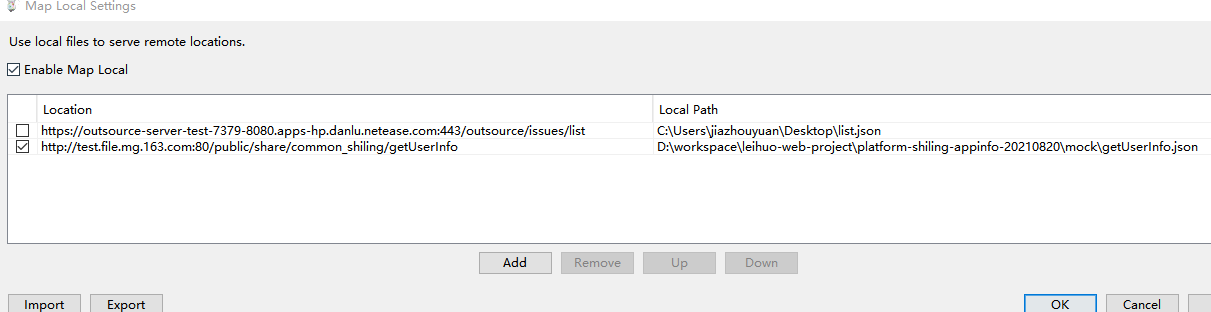 Map Local Settings
Use local files to serve remote locations.
Enable Map Local
Location Local Path
https://outsource-server-test-7379-8080.apps-hp.danlu.netease.com:443/outsource/issues/list C:\Users\jiazhouyuan\Desktop\list.json
http://test.file.mg.163.com:80/public/share/common_shiling/getUserInfo D:\workspace\leihuo-web-project\platform-shiling-appinfo-20210820\mock\getUserInfo.json
Add Remove Up Down
Import Export OK Cancel